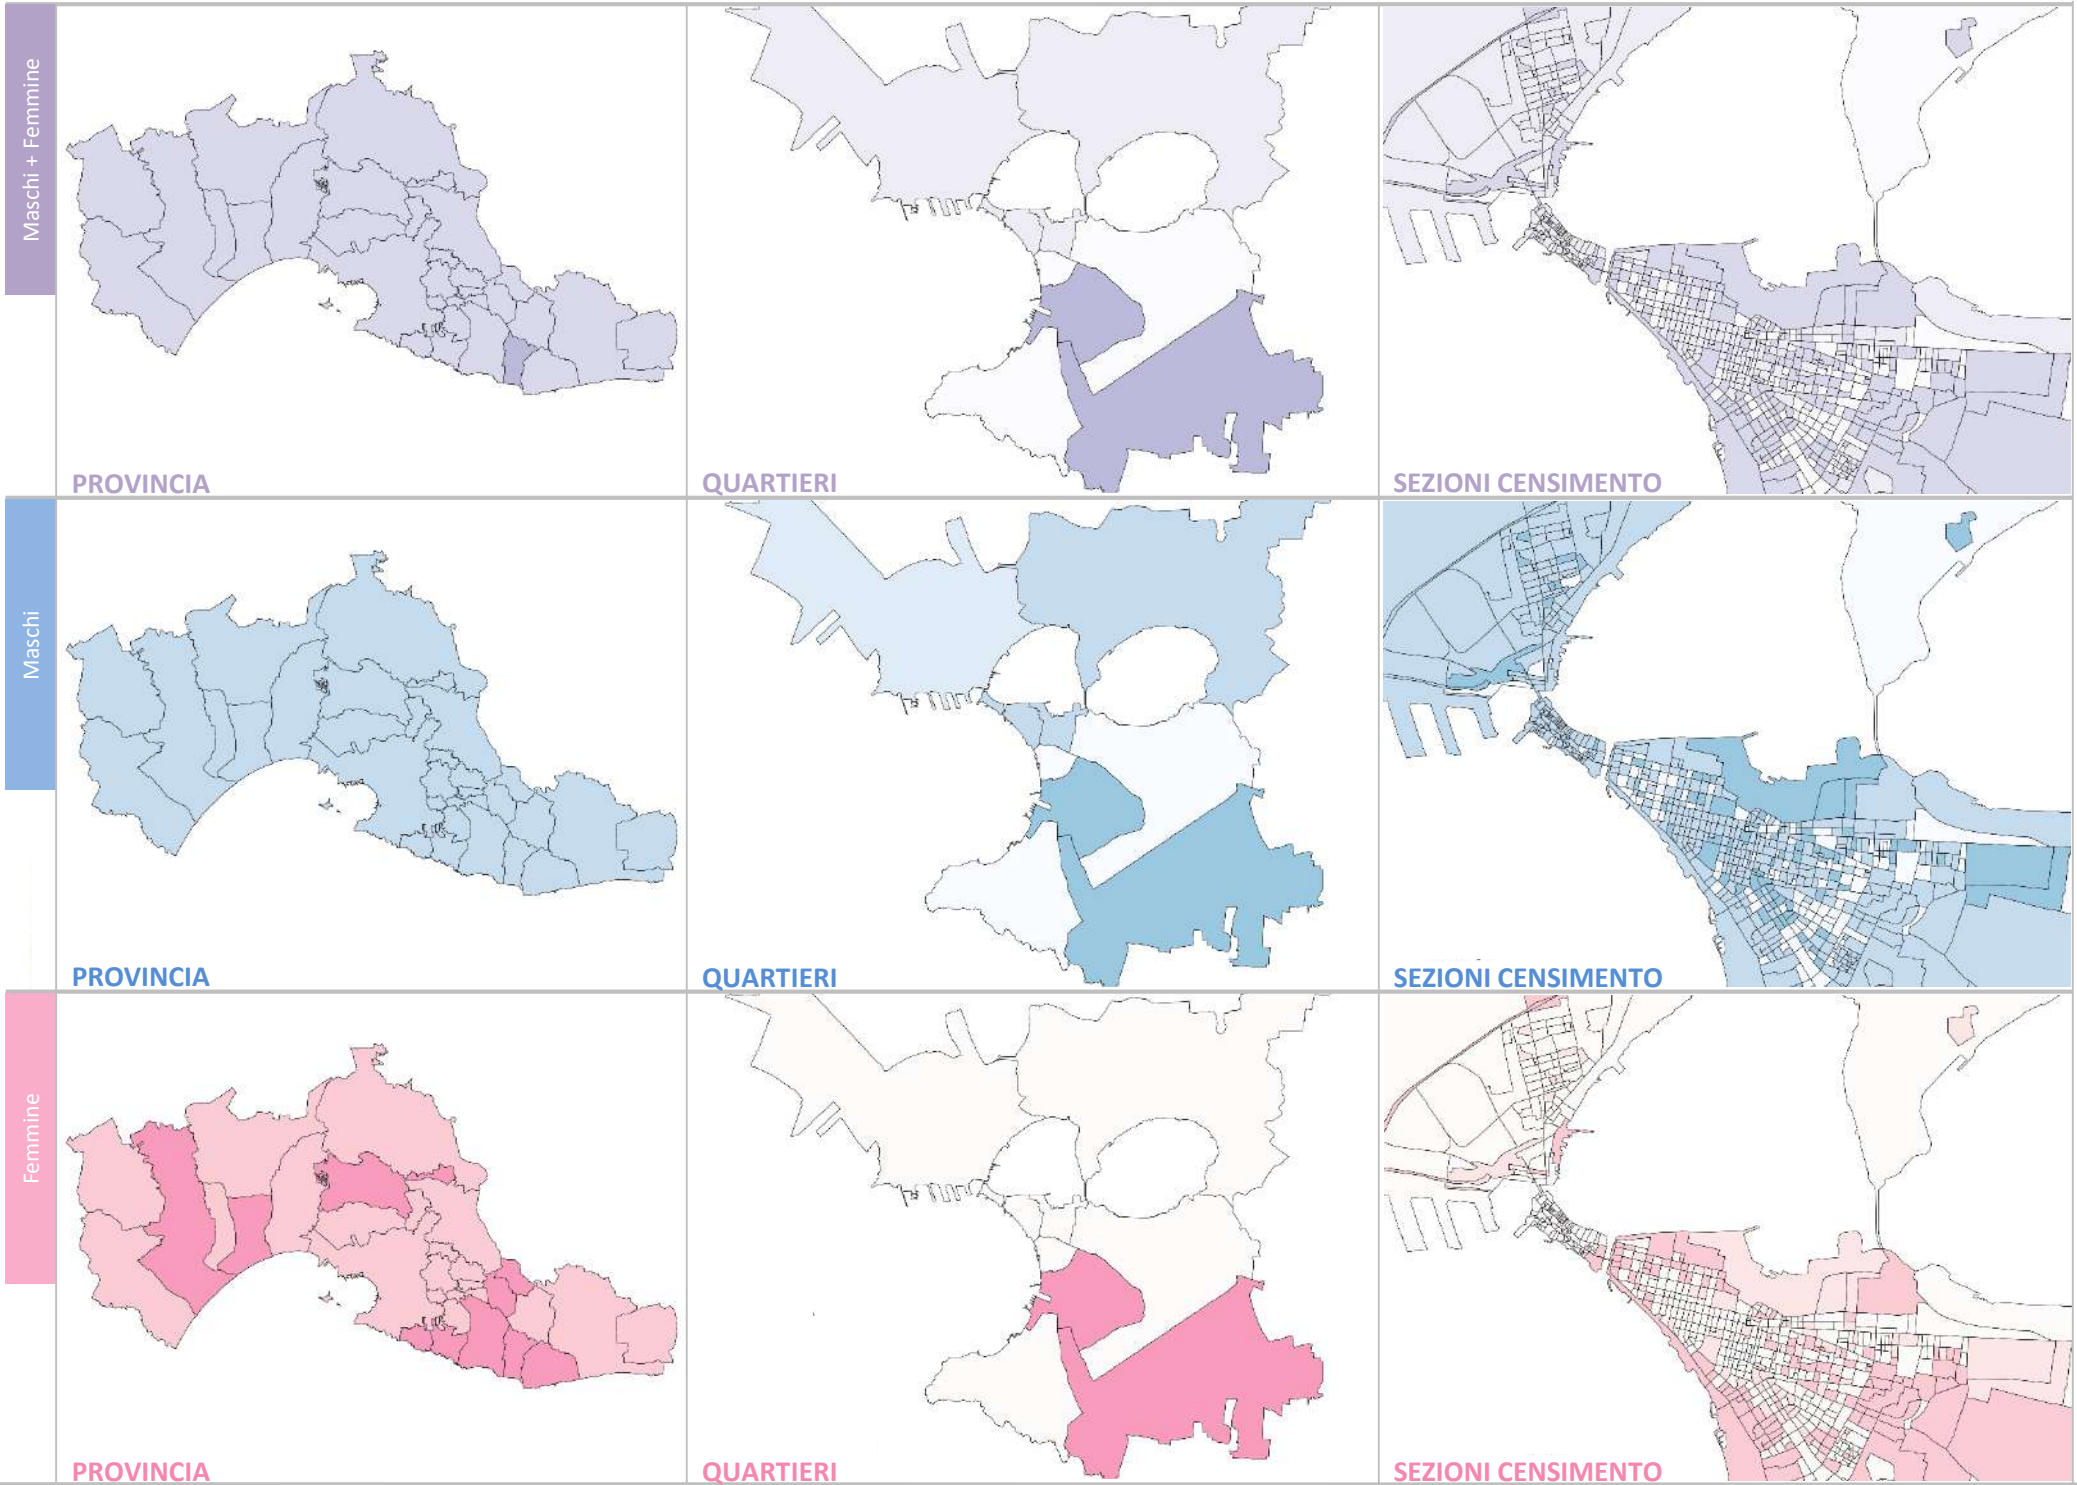 Maschi + Femmine
PROVINCIA
QUARTIERI
SEZIONI CENSIMENTO
Maschi
PROVINCIA
QUARTIERI
SEZIONI CENSIMENTO
Femmine
PROVINCIA
QUARTIERI
SEZIONI CENSIMENTO